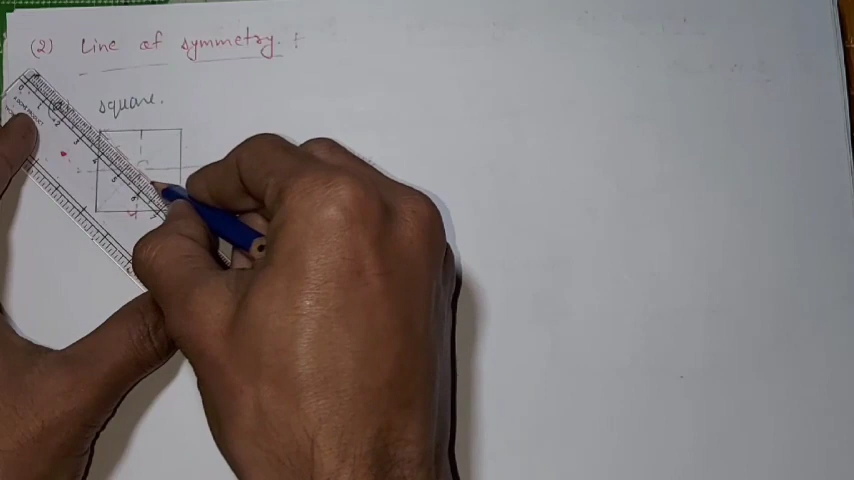 (2) Line of symmetry :
square.